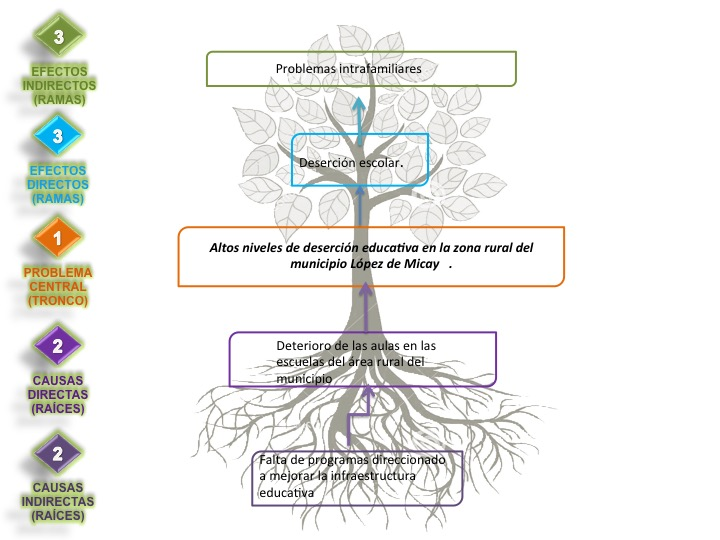 3
EFECTOS
INDIRECTOS
(RAMAS)
Problemas intrafamiliares
3
EFECTOS
DIRECTOS
(RAMAS)
Deserción escolar.
1
PROBLEMA
CENTRAL
(TRONCO)
Altos niveles de deserción educativa en la zona rural del
municipio López de Micay .
2
CAUSAS
DIRECTAS
(RAÍCES)
Deterioro de las aulas en las
escuelas del área rural del
municipio
2
CAUSAS
INDIRECTAS
(RAÍCES)
Falta de programas direccionado
a mejorar la infraestructura
educativa